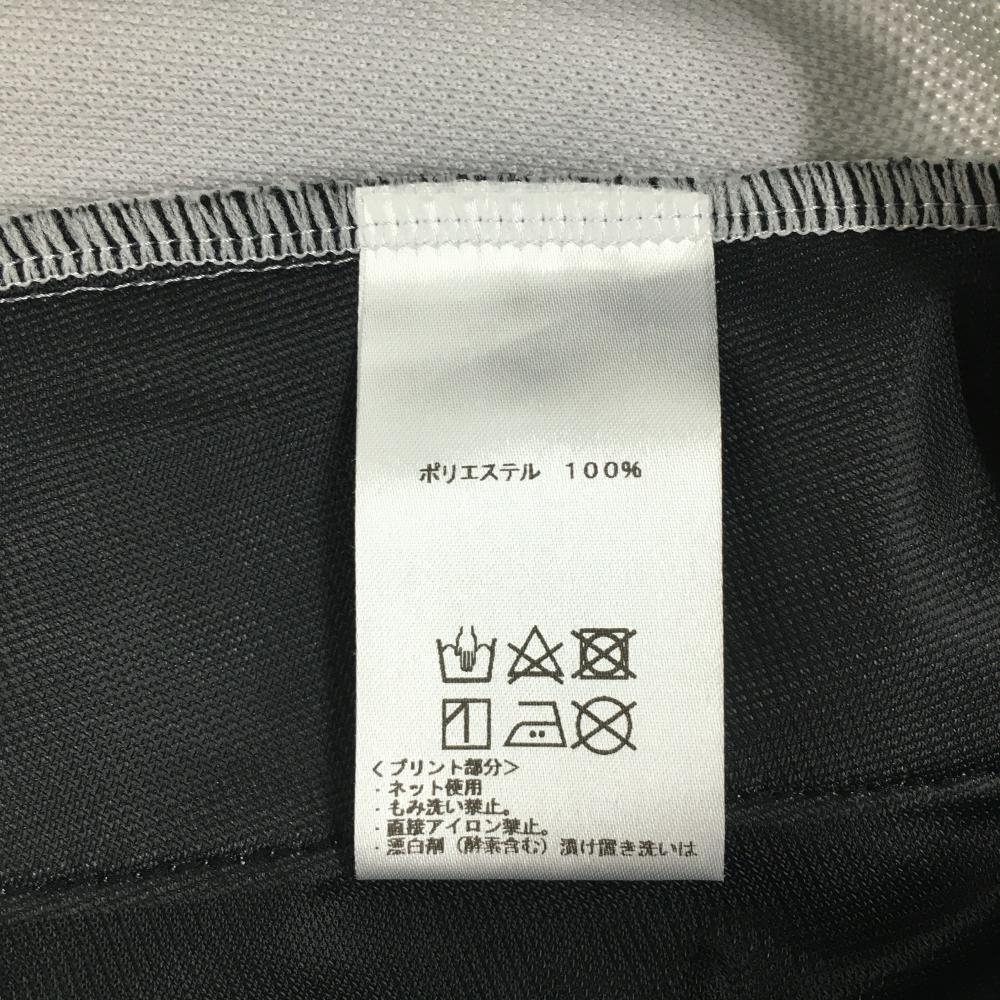 ポリエステル　１００％
＜プリント部分＞
・ネット使用
・もみ洗い禁止。
・直接アイロン禁止。
・漂白剤（酵素含む）漬け置き洗いは